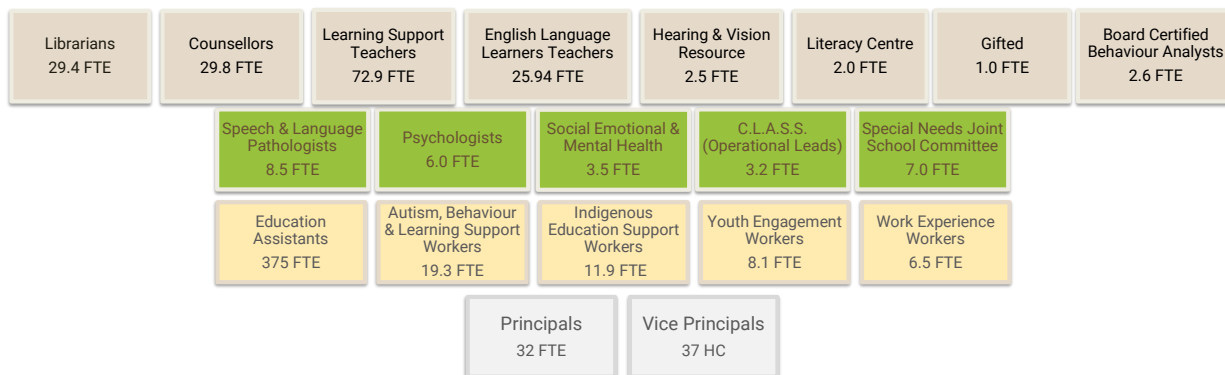 Librarians
29.4 FTE
Counsellors
29.8 FTE
Learning Support
Teachers
72.9 FTE
English Language
Learners Teachers
25.94 FTE
Hearing & Vision
Resource
2.5 FTE
Literacy Centre
2.0 FTE
Gifted
1.0 FTE
Board Certified
Behaviour Analysts
2.6 FTE
Speech & Language
Pathologists
8.5 FTE
Psychologists
6.0 FTE
Social Emotional &
Mental Health
3.5 FTE
C.L.A.S.S.
(Operational Leads)
3.2 FTE
Special Needs Joint
School Committee
7.0 FTE
Education
Assistants
375 FTE
Autism, Behaviour
& Learning Support
Workers
19.3 FTE
Indigenous
Education Support
Workers
11.9 FTE
Youth Engagement
Workers
8.1 FTE
Work Experience
Workers
6.5 FTE
Principals
32 FTE
Vice Principals
37 HC